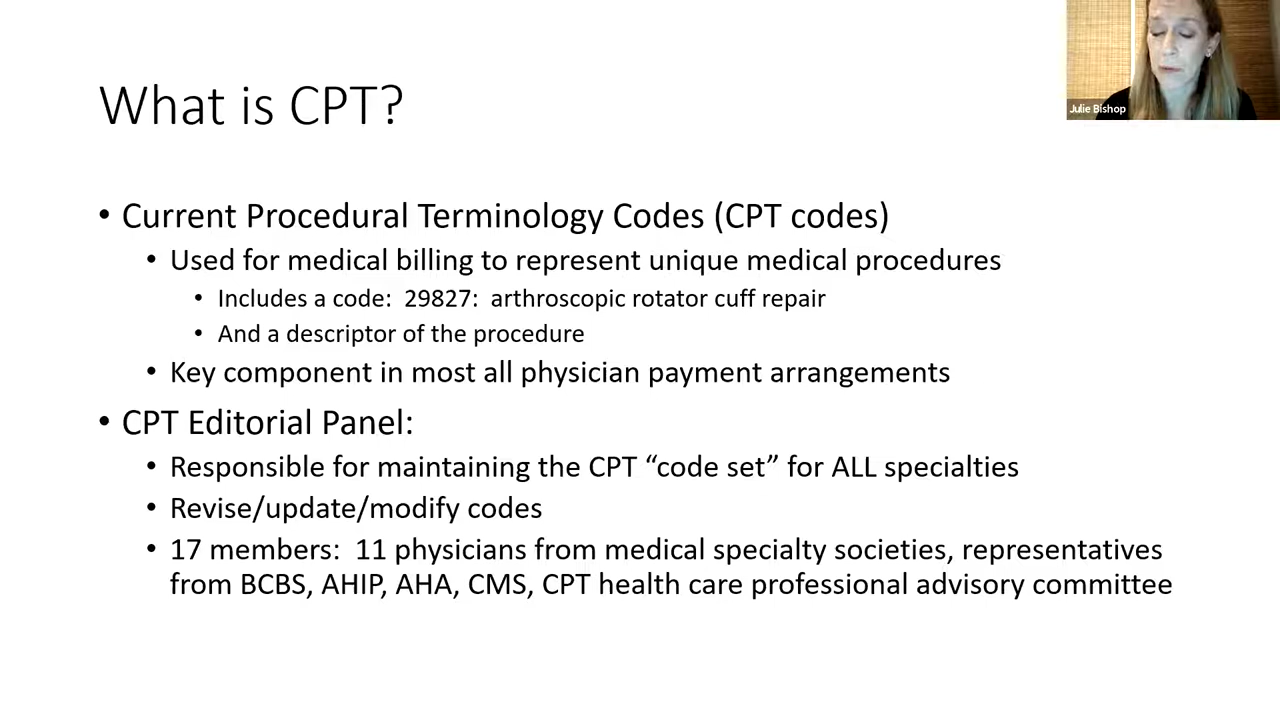 What is CPT?
Julie Bishop
• Current Procedural Terminology Codes (CPT codes)
• Used for medical billing to represent unique medical procedures
• Includes a code:  29827:  arthroscopic rotator cuff repair
• And a descriptor of the procedure
• Key component in most all physician payment arrangements
• CPT Editorial Panel:
• Responsible for maintaining the CPT “code set” for ALL specialties
• Revise/update/modify codes
• 17 members:  11 physicians from medical specialty societies, representatives
from BCBS, AHIP, AHA, CMS, CPT health care professional advisory committee